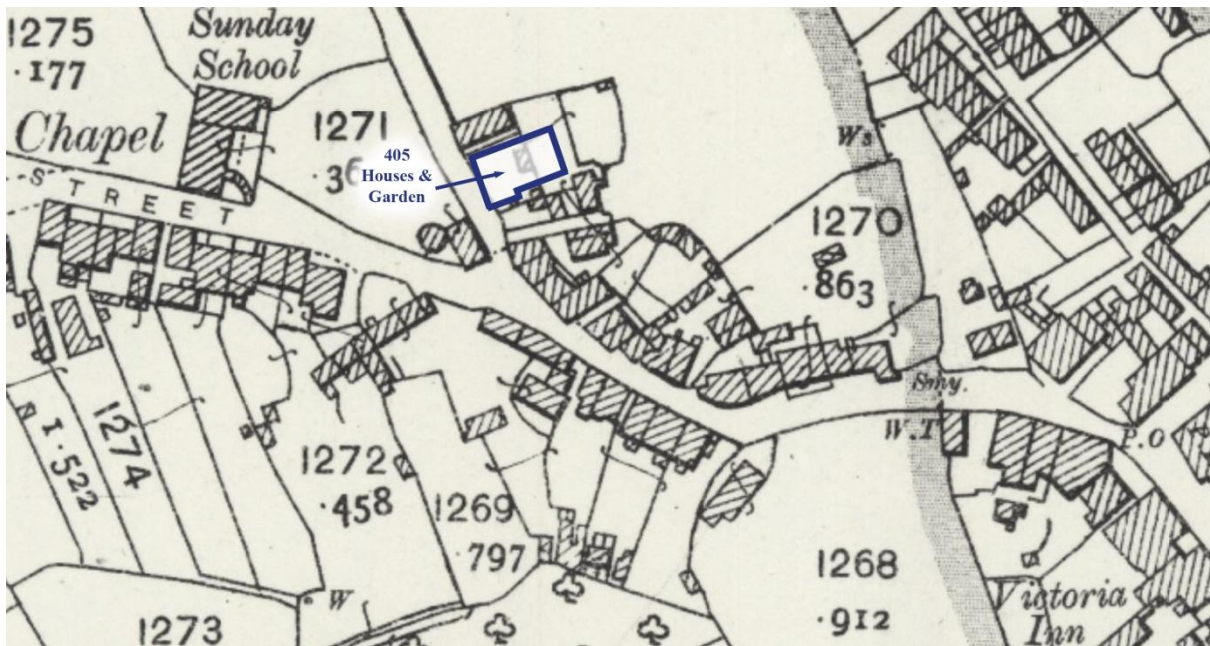 1275
·177
Sunday
School
Chapel
STREET
1271
405
Houses &
Garden
Ws
1270
·863
Smy.
W.T
P.O
1274
1·522
1272
·458
1269
797
1268
·912
Victoria
Inn
W
1273